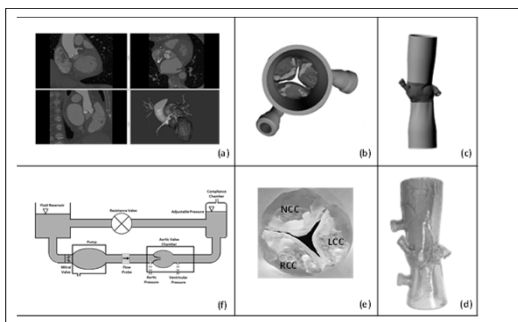 (a)
(b)
(c)
Fluid Reservoir
Resistance Valve
Compliance
Chamber
Adjustable Pressure
Pump
Aortic Valve
Chamber
Mitral
Valve
Flow
Probe
Aortic
Pressure
Ventricular
Pressure
(f)
NCC
LCC
RCC
(e)
(d)